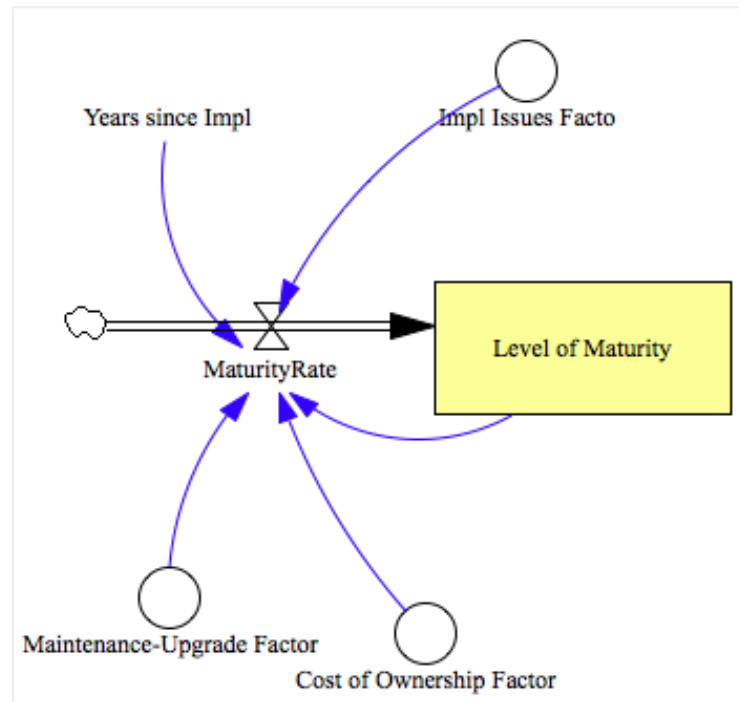 Years since Impl
Impl Issues Facto
Level of Maturity
MaturityRate
Maintenance-Upgrade Factor
Cost of Ownership Factor